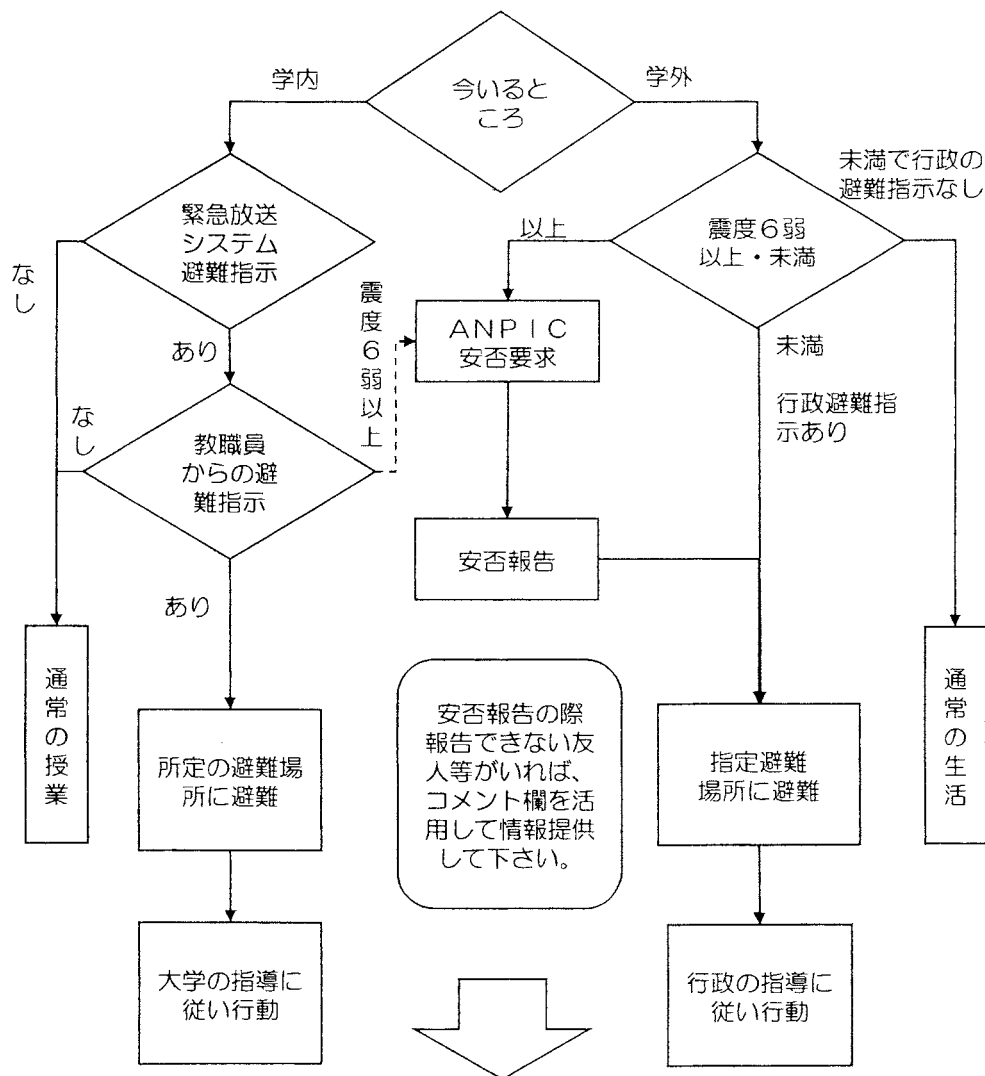 学内
学外
今いると
ころ
未満で行政の
避難指示なし
緊急放送
システム
避難指示
震度６弱
以上・未満
以上
なし
震度６弱以上
ＡＮＰＩＣ
安否要求
あり
未満
行政避難指
示あり
なし
教職員
からの避
難指示
安否報告
あり
通常の授業
安否報告の際
報告できない友
人等がいれば、
コメント欄を活
用して情報提供
して下さい。
通常の生活
所定の避難場
所に避難
指定避難
場所に避難
大学の指導に
従い行動
行政の指導に
従い行動